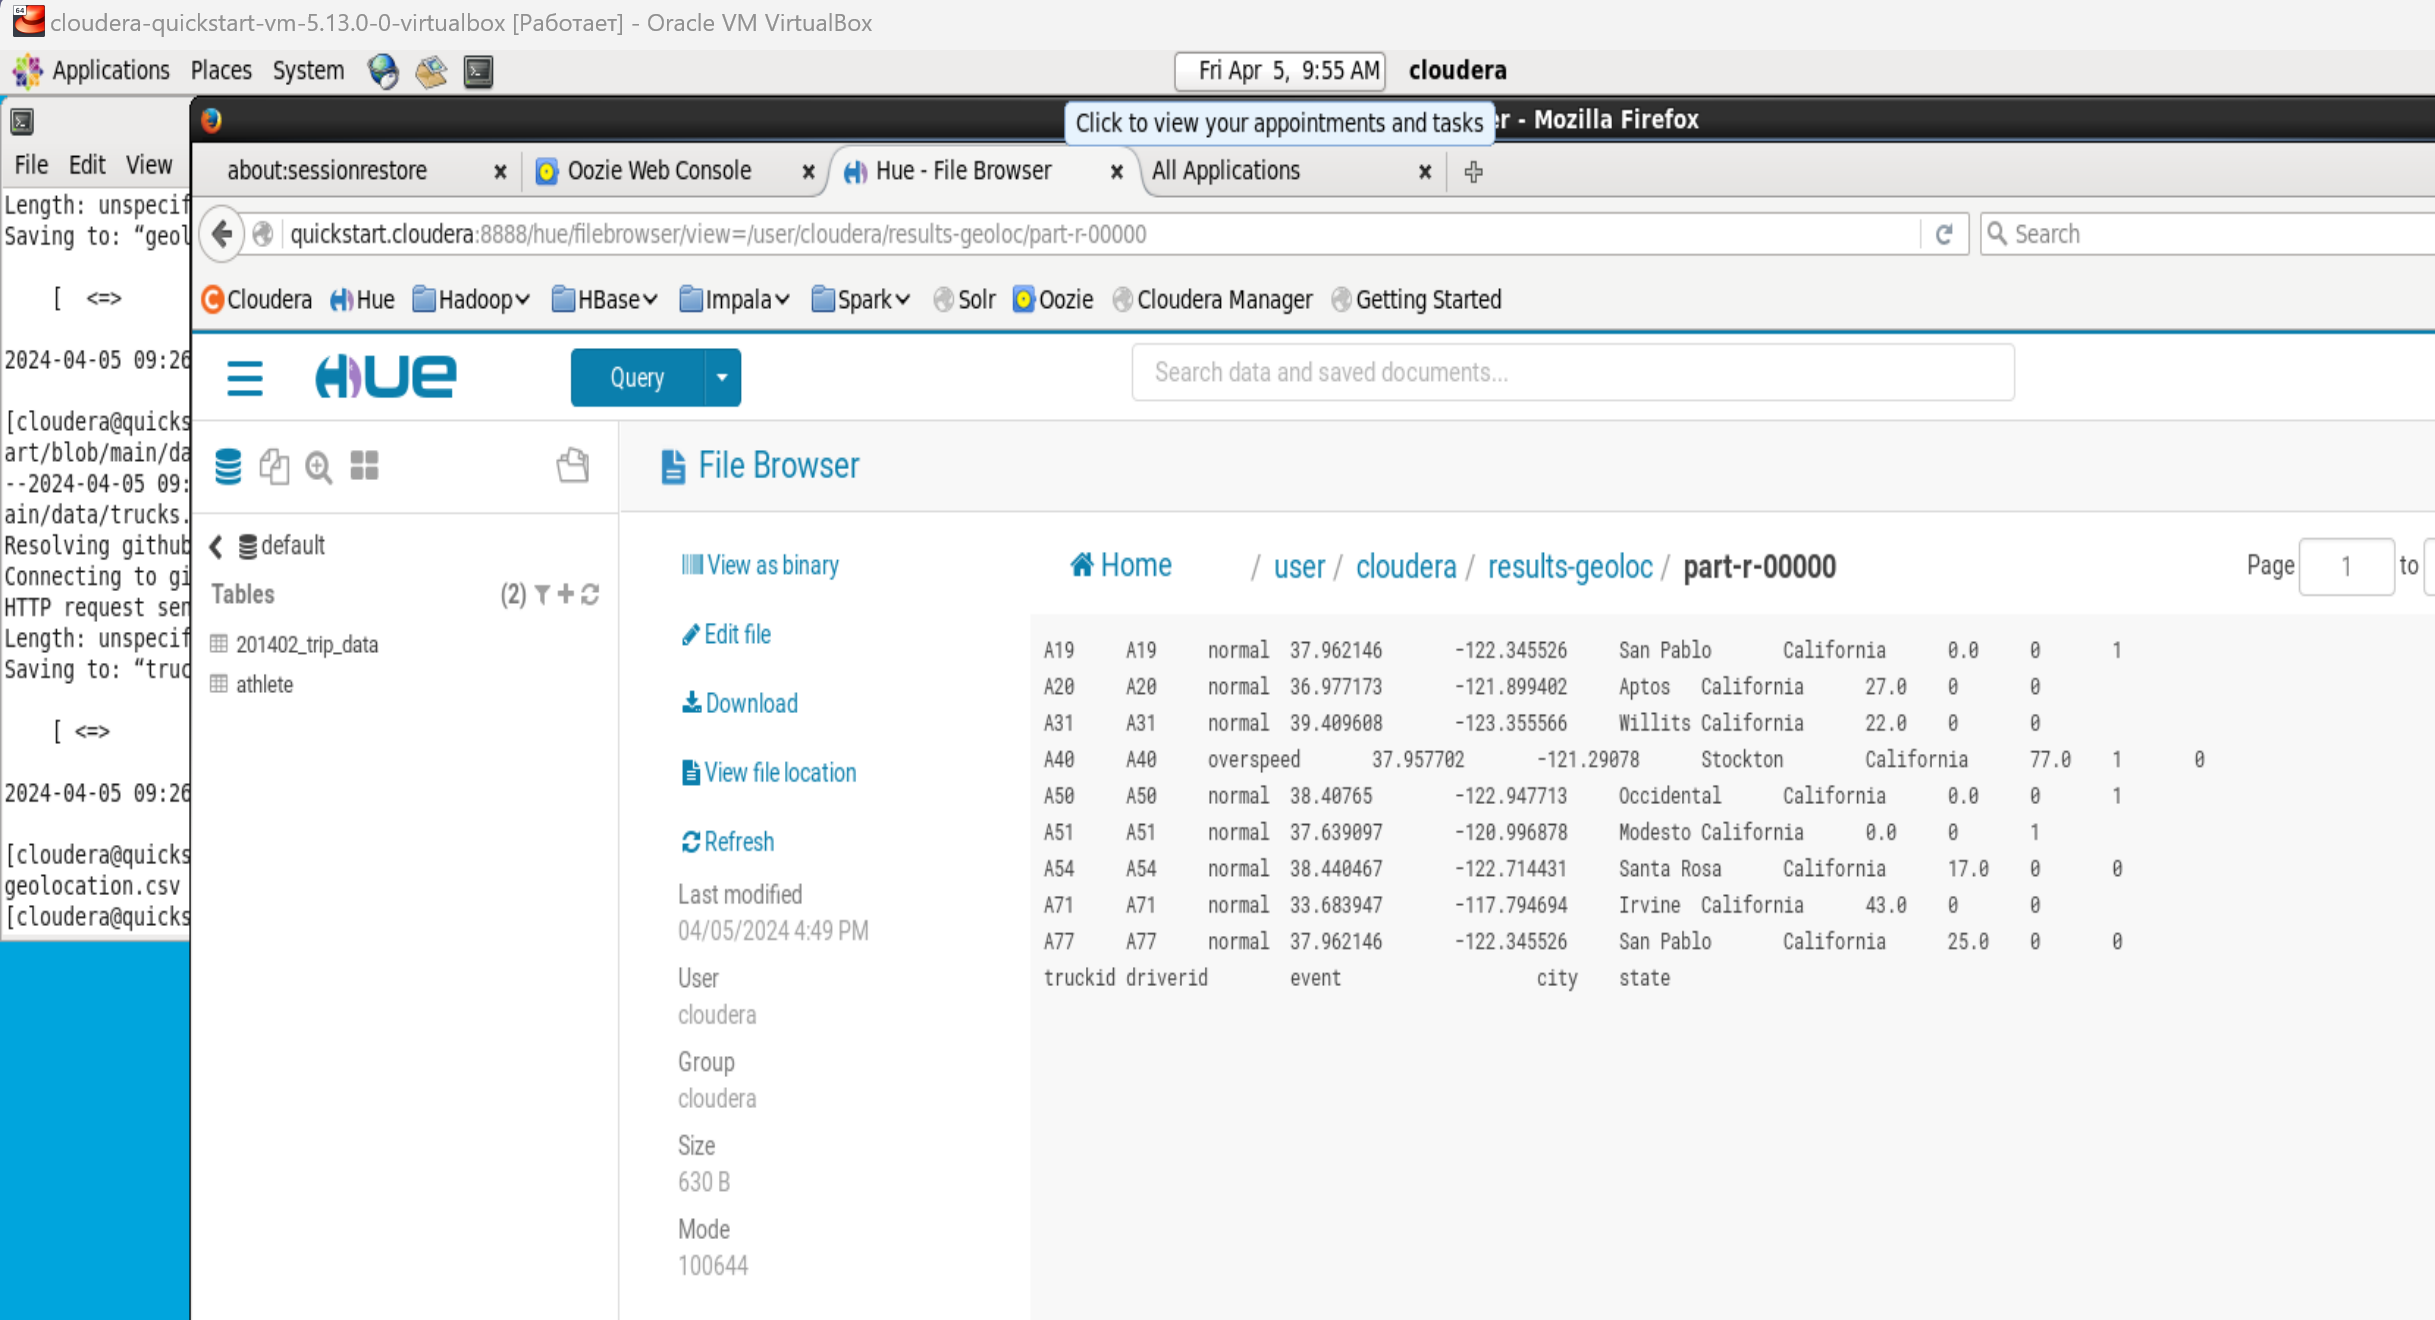 cloudera-quickstart-vm-5.13.0-0-virtualbox [Работает] - Oracle VM VirtualBox
Applications Places System Fri Apr 5, 9:55 AM cloudera
Click to view your appointments and tasks r - Mozilla Firefox
File Edit View
about:sessionrestore Oozie Web Console Hue - File Browser All Applications
Length: unspecif
Saving to: “geol
[ <=>
2024-04-05 09:26
[cloudera@quicks
art/blob/main/da
--2024-04-05 09:
ain/data/trucks.
Resolving github
Connecting to gi
HTTP request sen
Length: unspecif
Saving to: “truc
[ <=>
2024-04-05 09:26
[cloudera@quicks
geolocation.csv
[cloudera@quicks
quickstart.cloudera:8888/hue/filebrowser/view=/user/cloudera/results-geoloc/part-r-00000 Search
Cloudera Hue Hadoop HBase Impala Spark Solr Oozie Cloudera Manager Getting Started
HUE Query Search data and saved documents...
default
Tables (2)
201402_trip_data
athlete
File Browser
View as binary
Edit file
Download
View file location
Refresh
Last modified
04/05/2024 4:49 PM
User
cloudera
Group
cloudera
Size
630 B
Mode
100644
Home / user / cloudera / results-geoloc / part-r-00000 Page 1 to
A19 A19 normal 37.962146 -122.345526 San Pablo California 0.0 0 1
A20 A20 normal 36.977173 -121.899402 Aptos California 27.0 0 0
A31 A31 normal 39.409608 -123.355566 Willits California 22.0 0 0
A40 A40 overspeed 37.957702 -121.29078 Stockton California 77.0 1 0
A50 A50 normal 38.40765 -122.947713 Occidental California 0.0 0 1
A51 A51 normal 37.639097 -120.996878 Modesto California 0.0 0 1
A54 A54 normal 38.440467 -122.714431 Santa Rosa California 17.0 0 0
A71 A71 normal 33.683947 -117.794694 Irvine California 43.0 0 0
A77 A77 normal 37.962146 -122.345526 San Pablo California 25.0 0 0
truckid driverid event city state